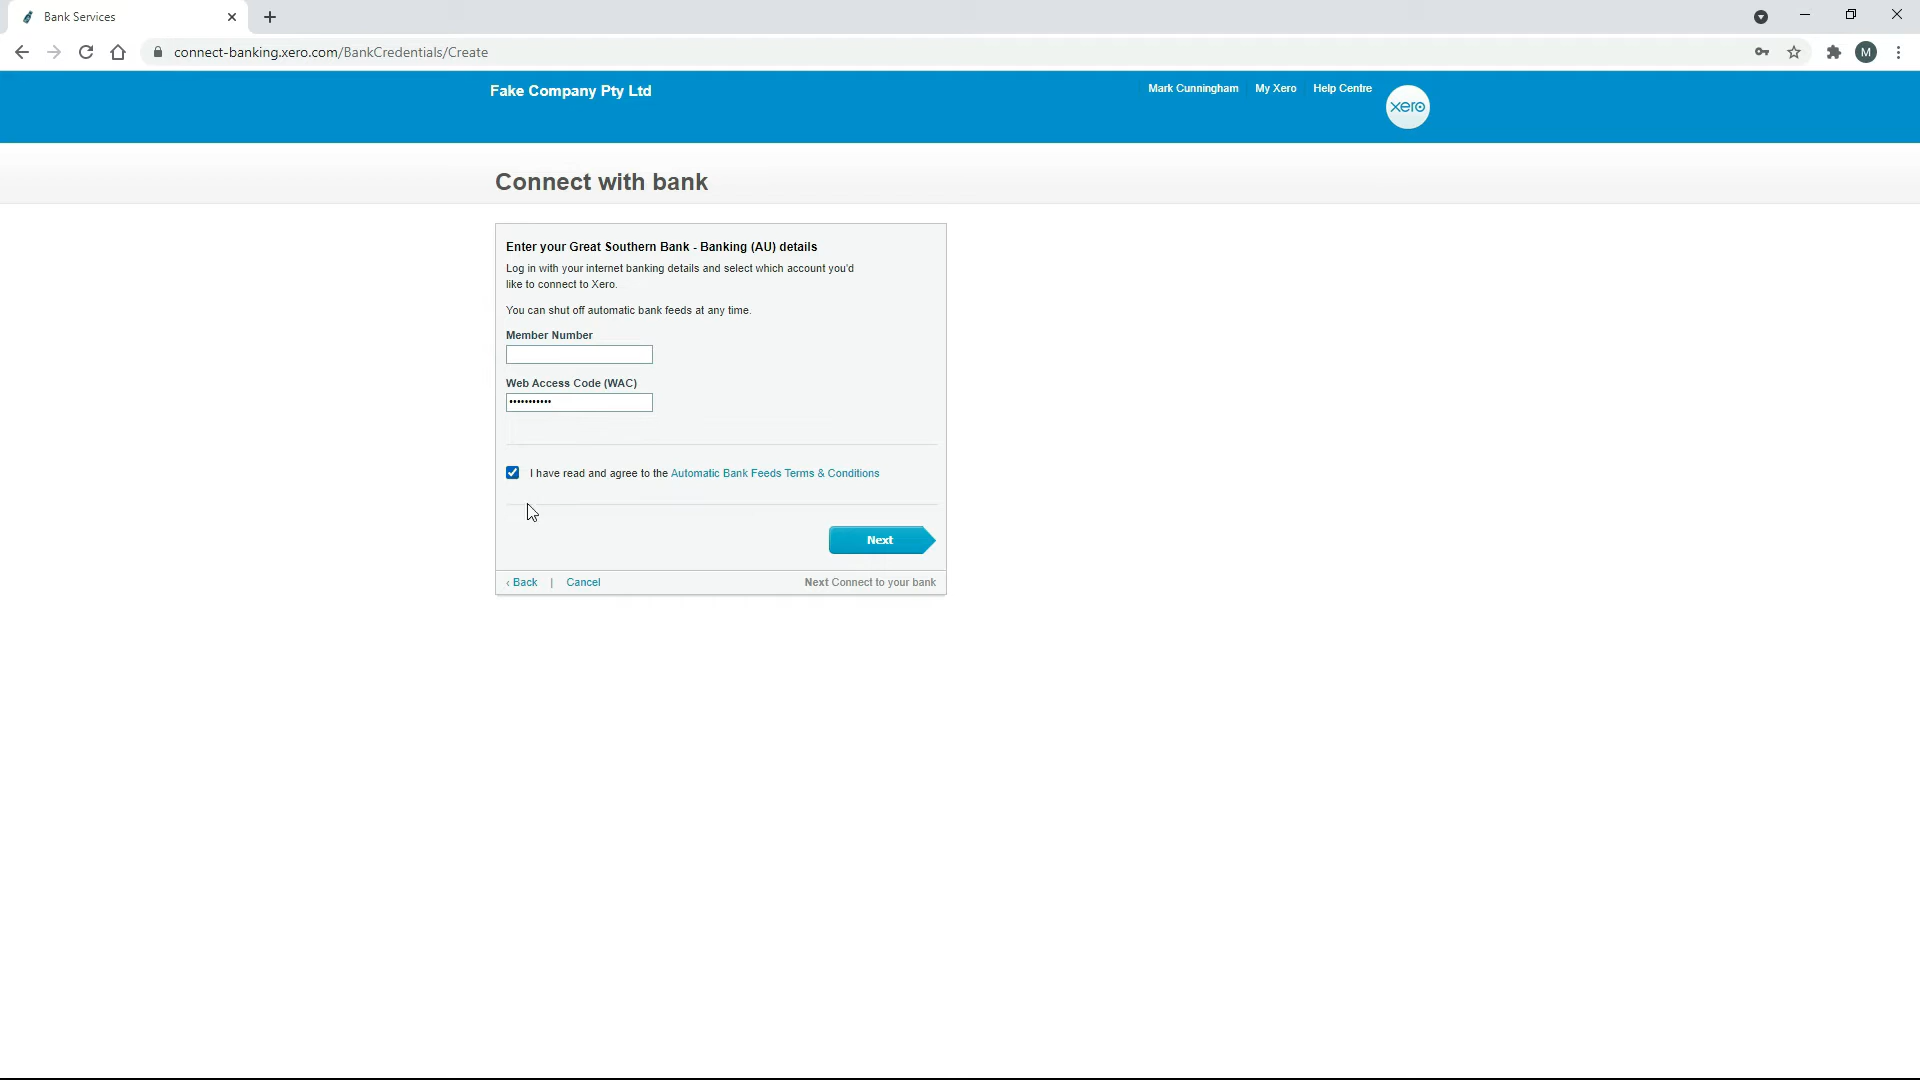 Bank Services
connect-banking.xero.com/BankCredentials/Create
M
Fake Company Pty Ltd
Mark Cunningham My Xero Help Centre
xero
Connect with bank
Enter your Great Southern Bank - Banking (AU) details
Log in with your internet banking details and select which account you'd
like to connect to Xero.
You can shut off automatic bank feeds at any time.
Member Number
Web Access Code (WAC)
•••••••••••
I have read and agree to the Automatic Bank Feeds Terms & Conditions
Next
‹ Back | Cancel
Next Connect to your bank